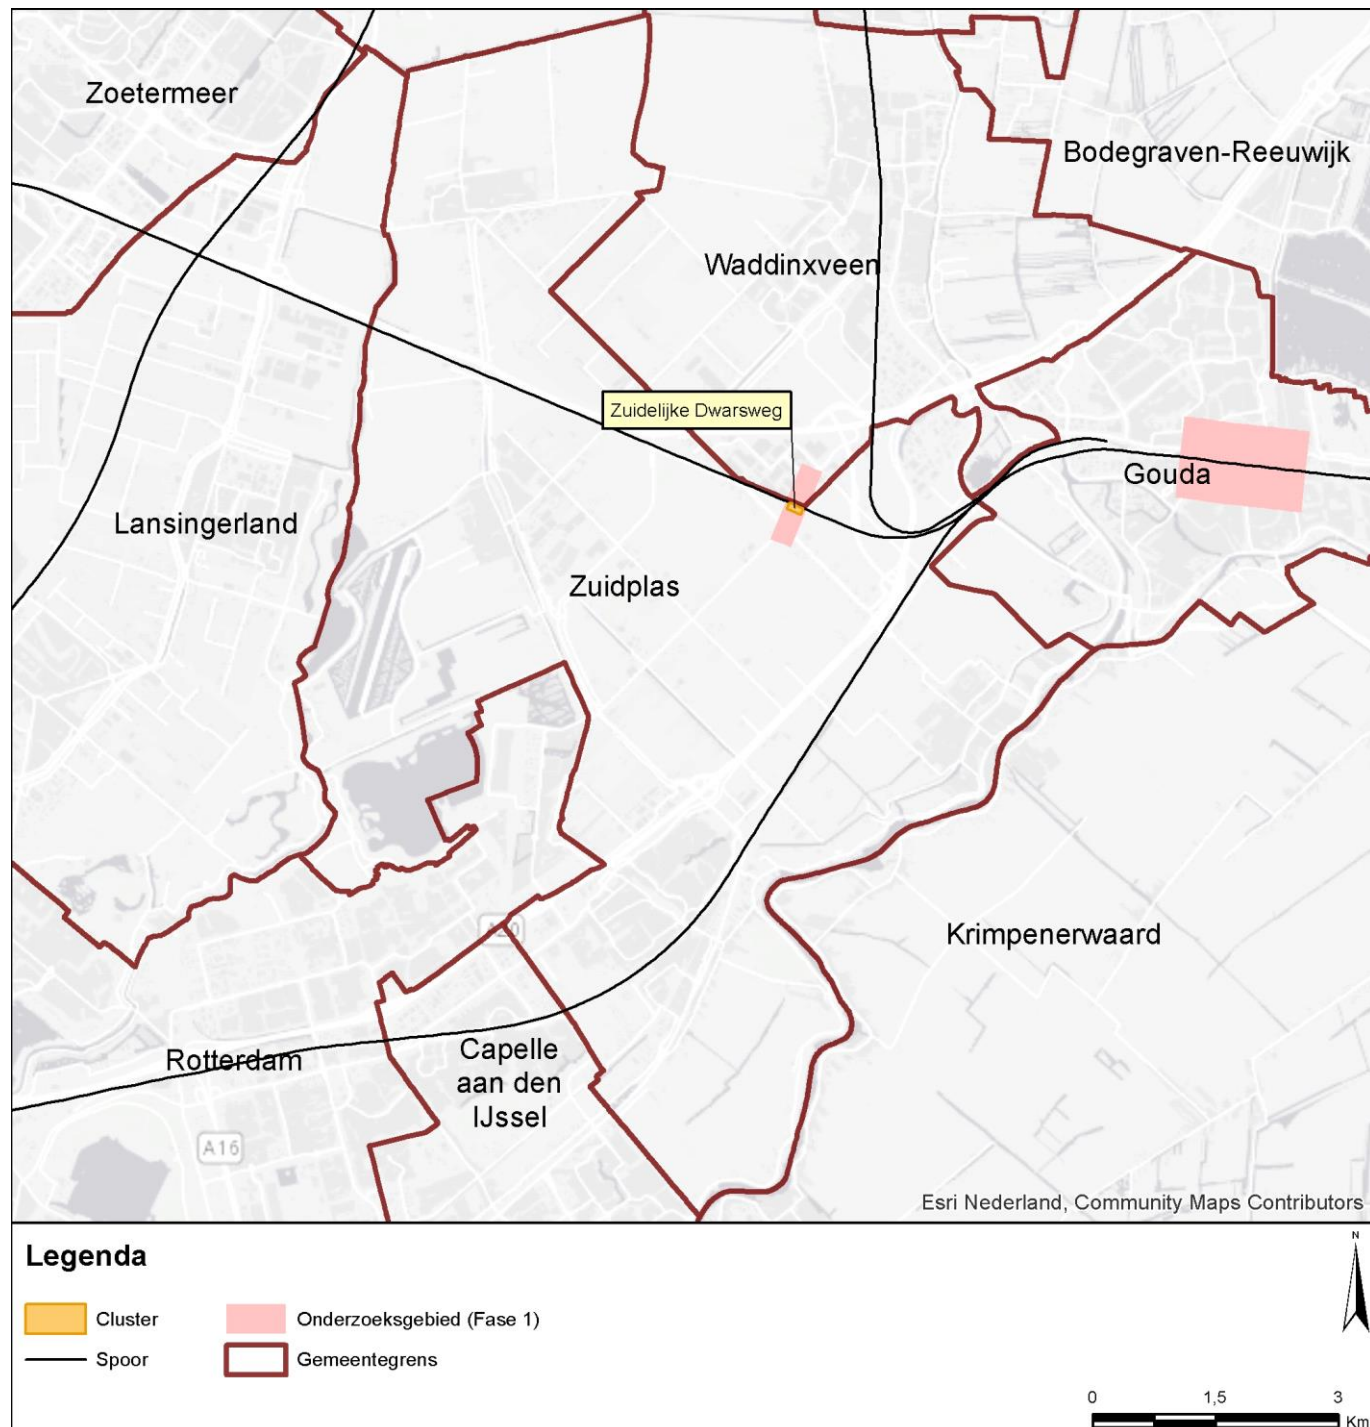 Zoetermeer
Bodegraven-Reeuwijk
Waddinxveen
Zuidelijke Dwarsweg
Gouda
Lansingerland
Zuidplas
A20
Krimpenerwaard
Rotterdam
Capelle
aan den
IJssel
A16
Esri Nederland, Community Maps Contributors
Legenda
N
Cluster
Onderzoeksgebied (Fase 1)
Spoor
Gemeentegrens
0 1,5 3
Km